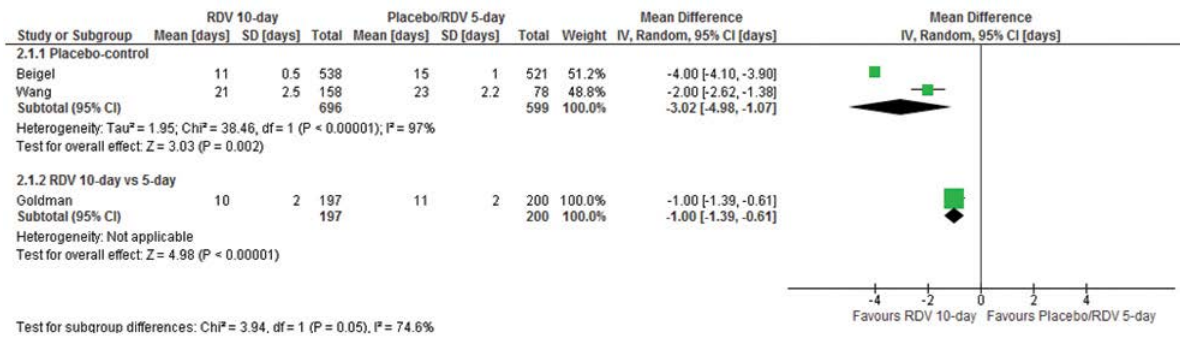 RDV 10-day Placebo/RDV 5-day Mean Difference Mean Difference
Study or Subgroup Mean [days] SD [days] Total Mean [days] SD [days] Total Weight IV, Random, 95% CI [days] IV, Random, 95% CI [days]
2.1.1 Placebo-control
Beigel 11 0.5 538 15 1 521 51.2% -4.00 [-4.10, -3.90]
Wang 21 2.5 158 23 2.2 78 48.8% -2.00 [-2.62, -1.38]
Subtotal (95% CI) 696 599 100.0% -3.02 [-4.98, -1.07]
Heterogeneity: Tau² = 1.95; Chi² = 38.46, df = 1 (P < 0.00001); I² = 97%
Test for overall effect: Z = 3.03 (P = 0.002)
2.1.2 RDV 10-day vs 5-day
Goldman 10 2 197 11 2 200 100.0% -1.00 [-1.39, -0.61]
Subtotal (95% CI) 197 200 100.0% -1.00 [-1.39, -0.61]
Heterogeneity: Not applicable
Test for overall effect: Z = 4.98 (P < 0.00001)
-4 -2 0 2 4
Favours RDV 10-day Favours Placebo/RDV 5-day
Test for subgroup differences: Chi² = 3.94, df = 1 (P = 0.05), I² = 74.6%